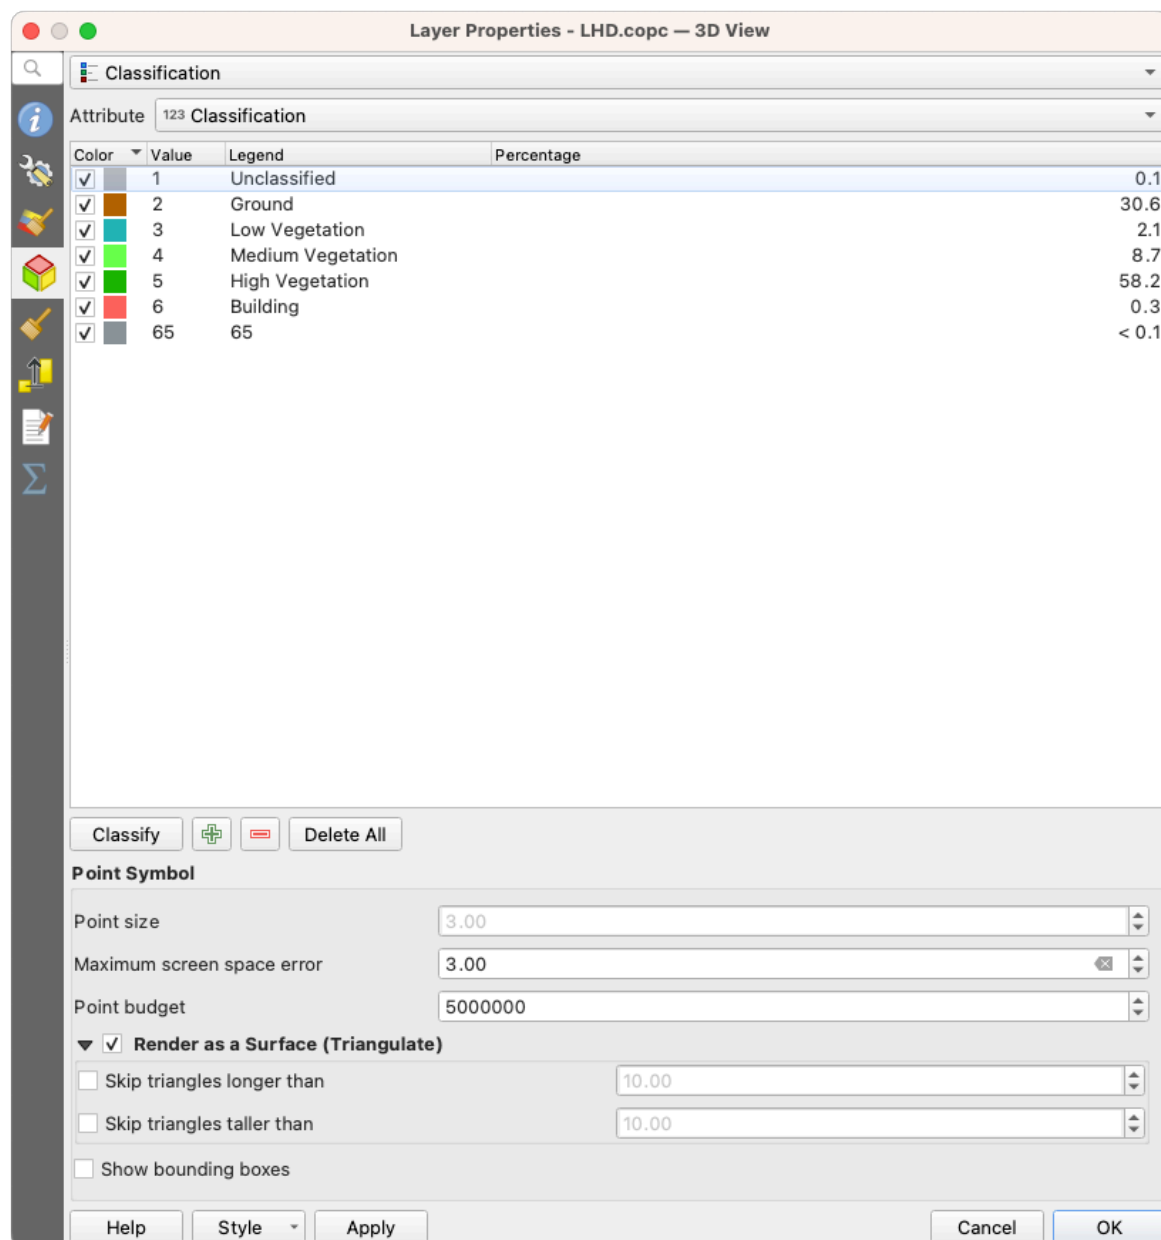 Layer Properties - LHD.copc — 3D View
Classification
Attribute 123 Classification
Color Value Legend Percentage
1 Unclassified 0.1
2 Ground 30.6
3 Low Vegetation 2.1
4 Medium Vegetation 8.7
5 High Vegetation 58.2
6 Building 0.3
65 65 < 0.1
Classify Delete All
Point Symbol
Point size 3.00
Maximum screen space error 3.00
Point budget 5000000
Render as a Surface (Triangulate)
Skip triangles longer than 10.00
Skip triangles taller than 10.00
Show bounding boxes
Help Style Apply Cancel OK